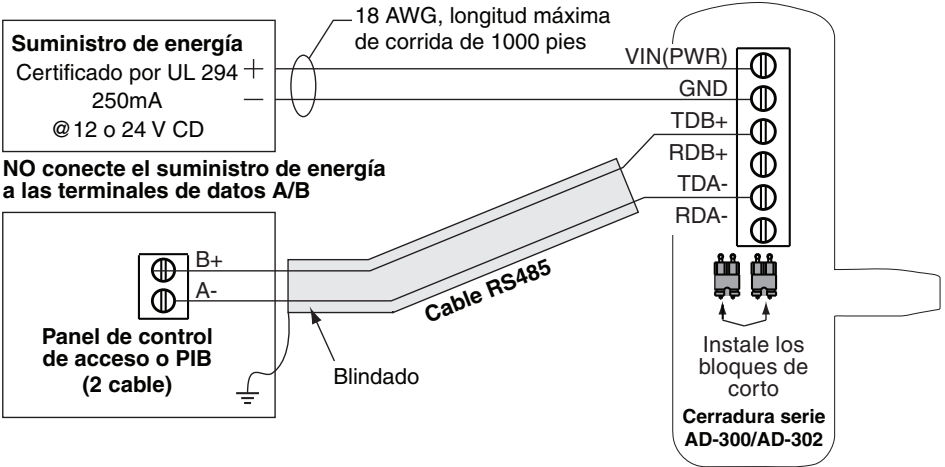 Suministro de energía
Certificado por UL 294
250mA
@12 o 24 V CD
+
–
18 AWG, longitud máxima
de corrida de 1000 pies
NO conecte el suministro de energía
a las terminales de datos A/B
B+
A-
Panel de control
de acceso o PIB
(2 cable)
Cable RS485
Blindado
VIN(PWR)
GND
TDB+
RDB+
TDA-
RDA-
Instale los
bloques de
corto
Cerradura serie
AD-300/AD-302